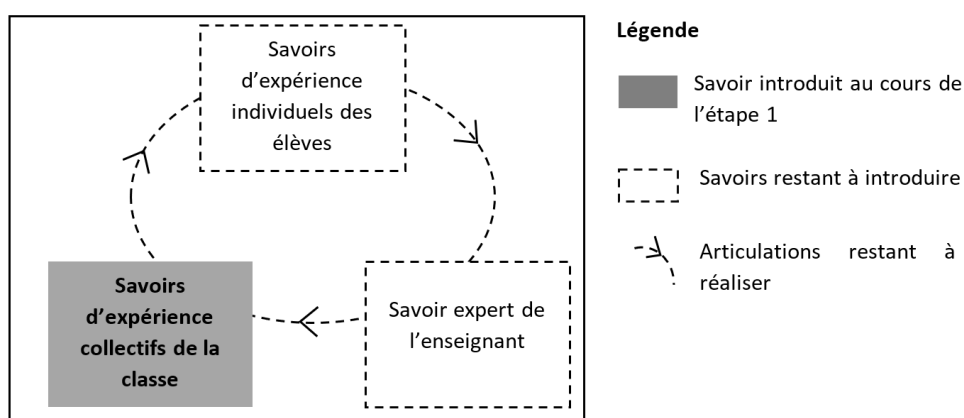 Savoirs
d’expérience
individuels des
élèves
Savoirs
d’expérience
collectifs de la
classe
Savoir expert de
l’enseignant
Légende
Savoir introduit au cours de
l’étape 1
Savoirs restant à introduire
Articulations restant à
réaliser